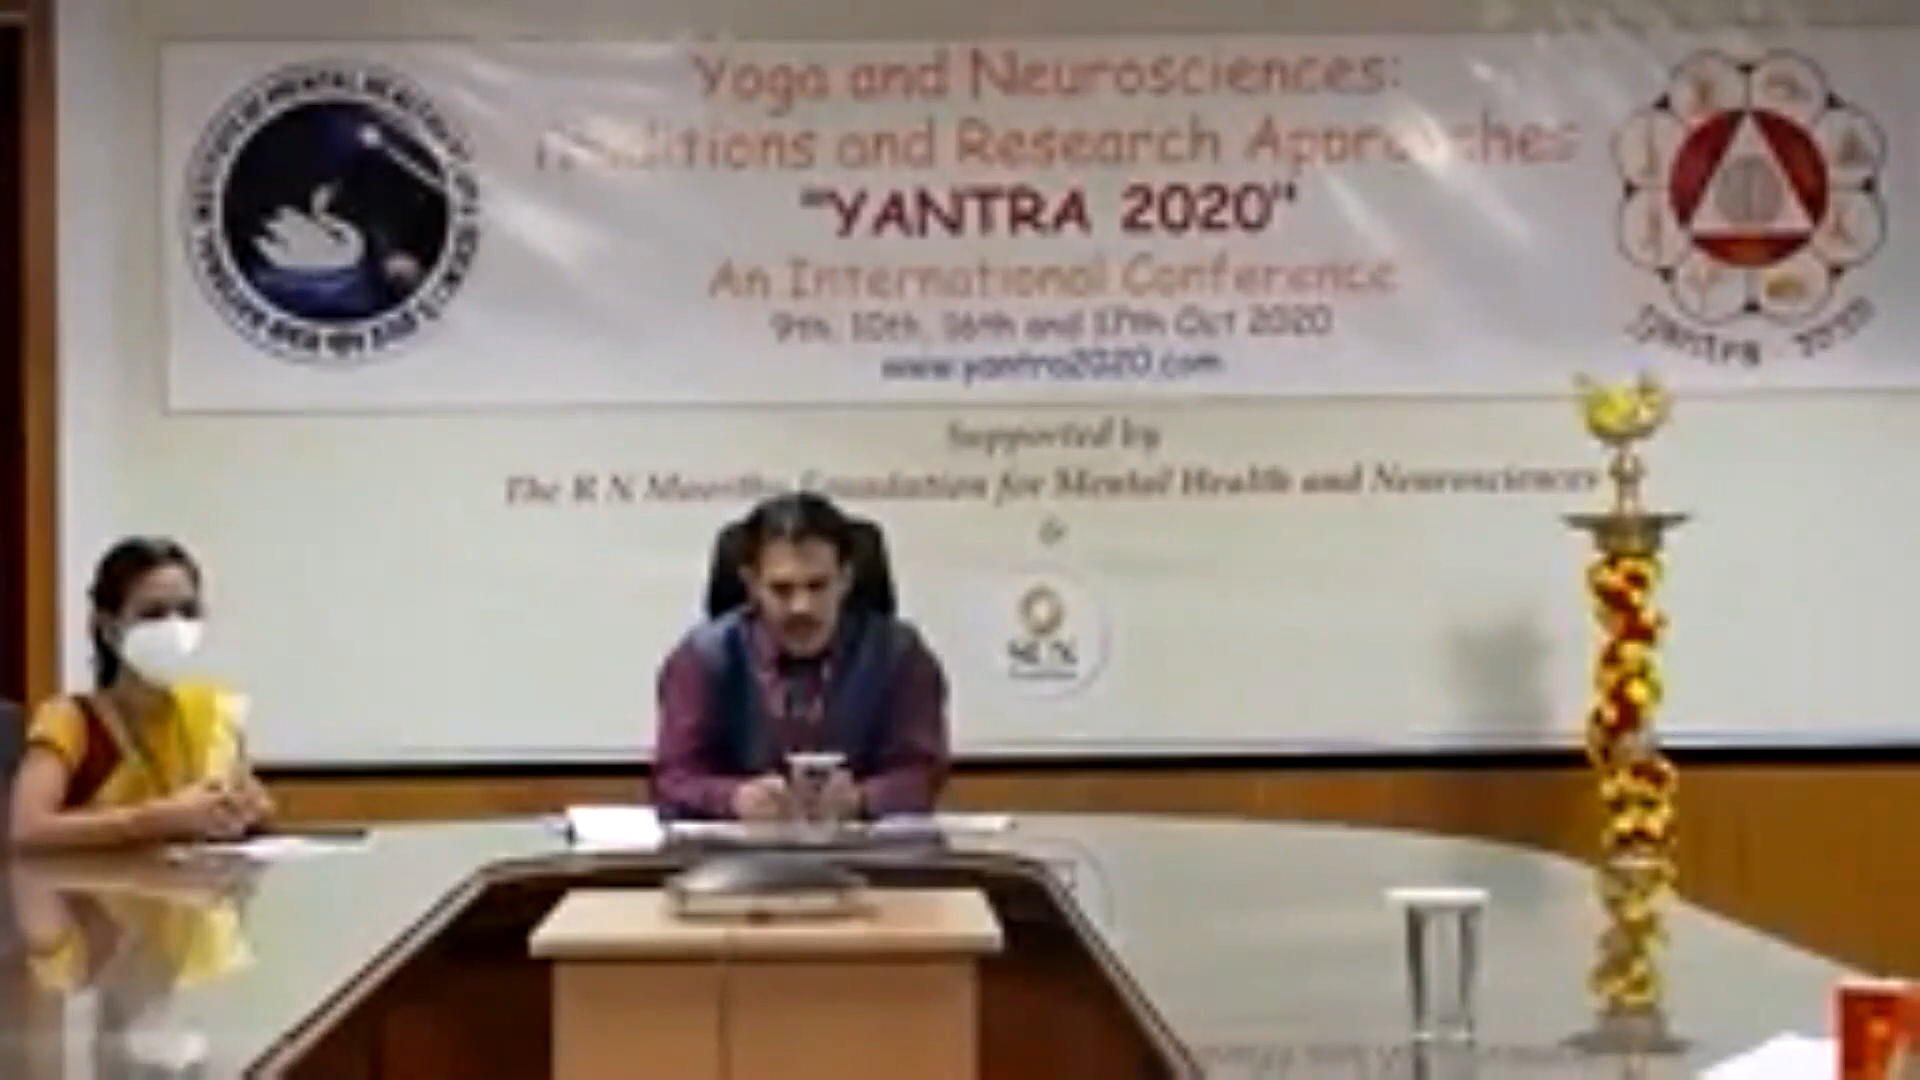 Yoga and Neurosciences:
and Research Approaches
"YANTRA 2020"
An International Conference
9th, 10th, 16th and 17th Oct 2020
www.yantra2020.com
Supported by
The R N Moorthy Foundation for Mental Health and Neurosciences
&
Yantra - 2020